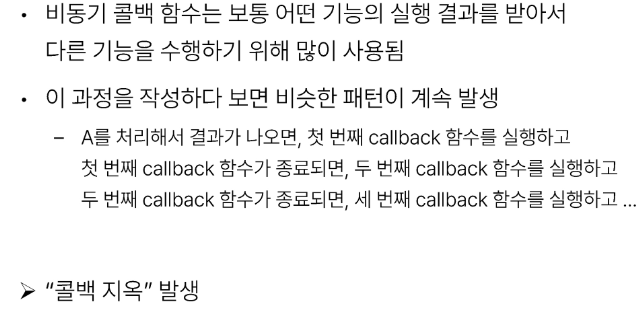 • 비동기 콜백 함수는 보통 어떤 기능의 실행 결과를 받아서
다른 기능을 수행하기 위해 많이 사용됨
• 이 과정을 작성하다 보면 비슷한 패턴이 계속 발생
– A를 처리해서 결과가 나오면, 첫 번째 callback 함수를 실행하고
첫 번째 callback 함수가 종료되면, 두 번째 callback 함수를 실행하고
두 번째 callback 함수가 종료되면, 세 번째 callback 함수를 실행하고 ...
➢ “콜백 지옥” 발생